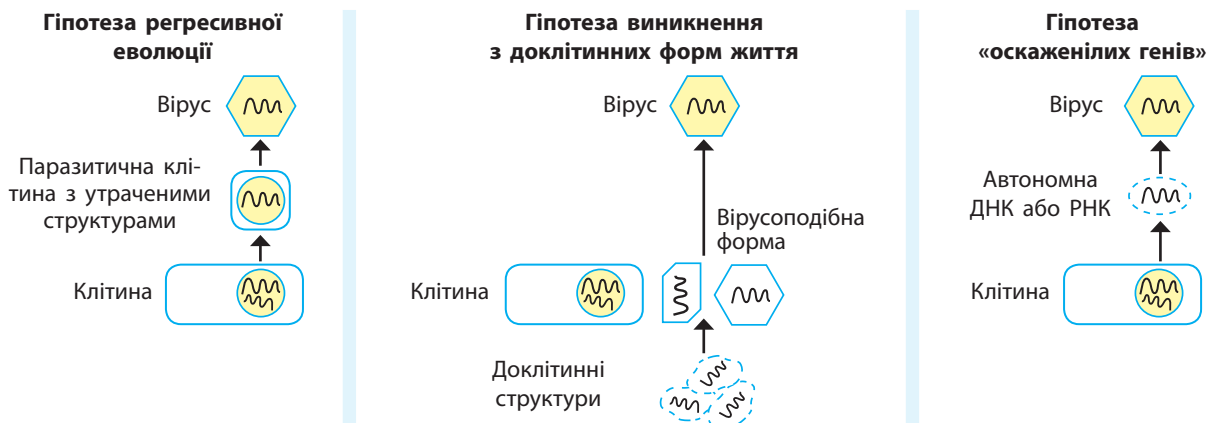 Гіпотеза регресивної
еволюції
Вірус
Паразитична клі-
тина з утраченими
структурами
Клітина
Гіпотеза виникнення
з доклітинних форм життя
Вірус
Вірусоподібна
форма
Клітина
Доклітинні
структури
Гіпотеза
«оскаженілих генів»
Вірус
Автономна
ДНК або РНК
Клітина